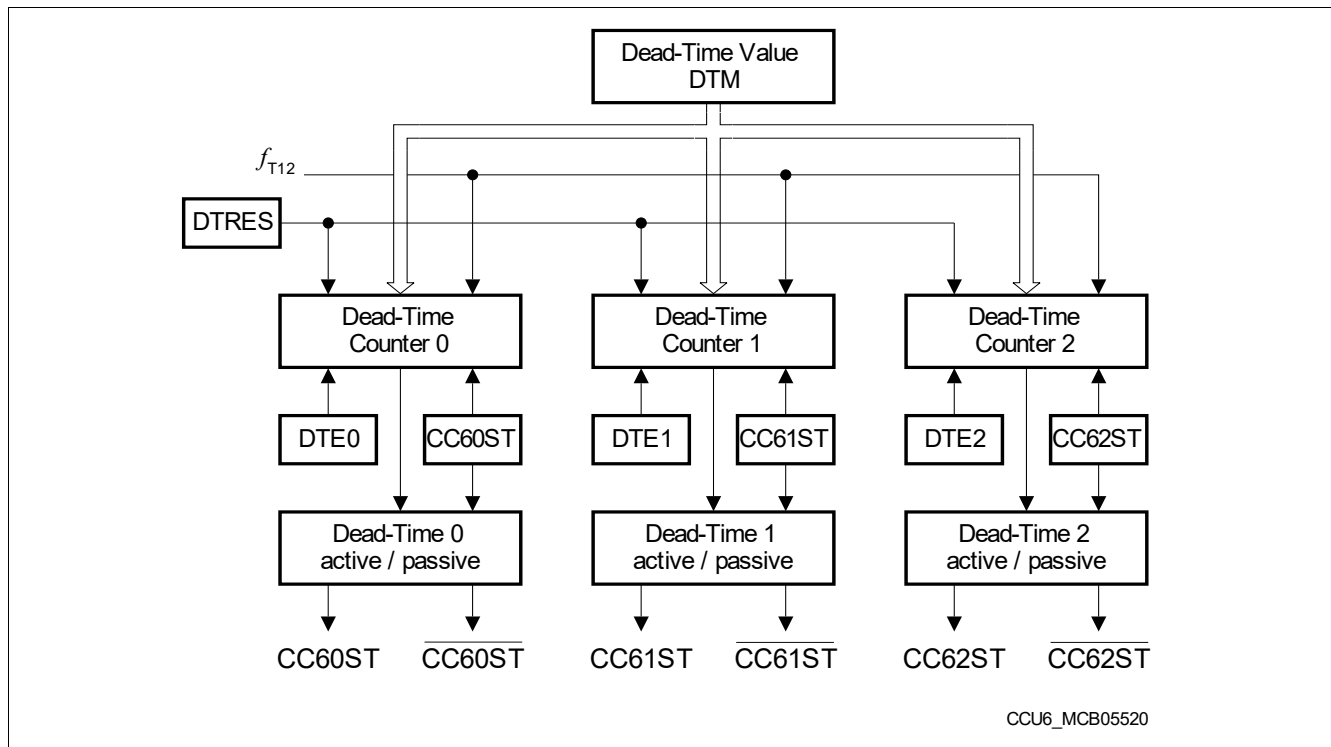 Dead-Time Value
DTM
f T12
DTRES
Dead-Time
Counter 0
Dead-Time
Counter 1
Dead-Time
Counter 2
DTE0
CC60ST
DTE1
CC61ST
DTE2
CC62ST
Dead-Time 0
active / passive
Dead-Time 1
active / passive
Dead-Time 2
active / passive
CC60ST
CC60ST
CC61ST
CC61ST
CC62ST
CC62ST
CCU6_MCB05520